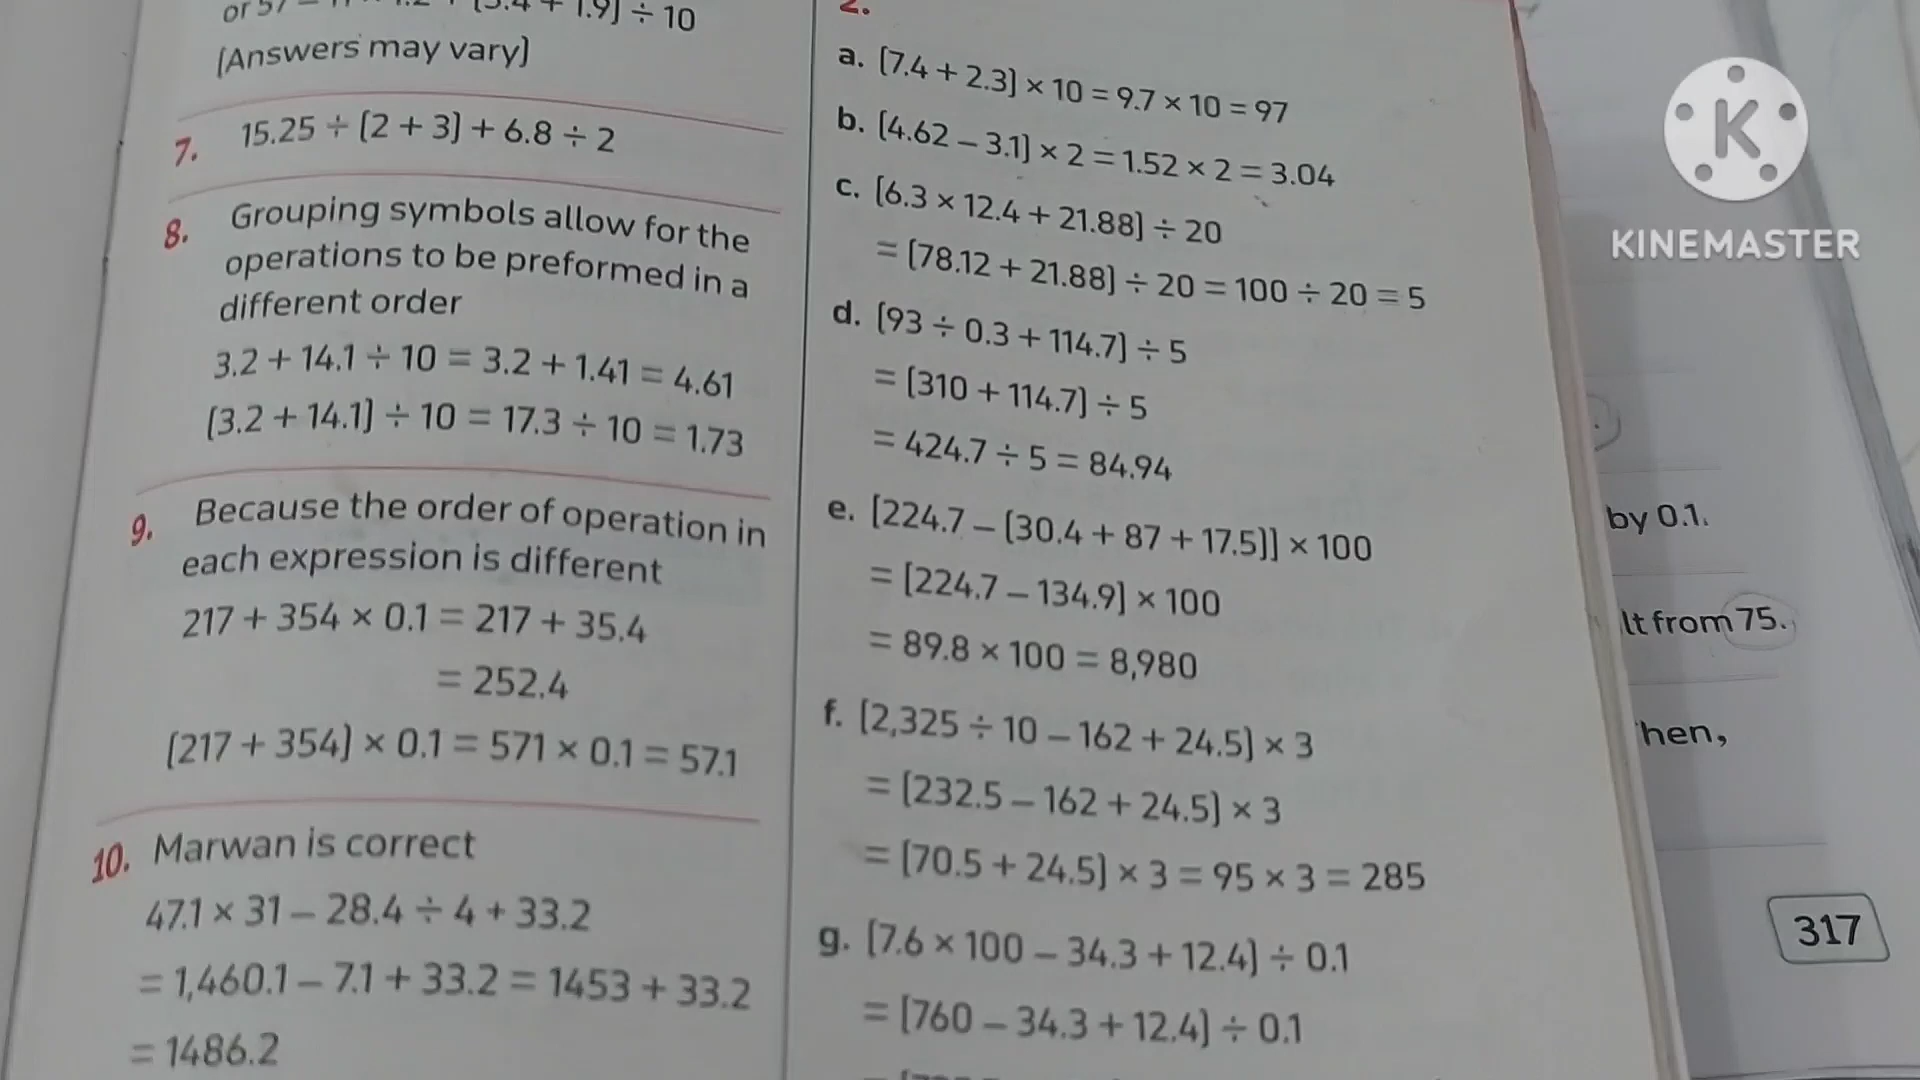 or 57
1.9] ÷ 10
[Answers may vary]
7. 15.25 ÷ [2 + 3] + 6.8 ÷ 2
8. Grouping symbols allow for the
operations to be preformed in a
different order
3.2 + 14.1 ÷ 10 = 3.2 + 1.41 = 4.61
[3.2 + 14.1] ÷ 10 = 17.3 ÷ 10 = 1.73
9. Because the order of operation in
each expression is different
217 + 354 × 0.1 = 217 + 35.4
= 252.4
[217 + 354] × 0.1 = 571 × 0.1 = 57.1
10. Marwan is correct
47.1 × 31 – 28.4 ÷ 4 + 33.2
= 1,460.1 – 7.1 + 33.2 = 1453 + 33.2
= 1486.2
2.
a. [7.4 + 2.3] × 10 = 9.7 × 10 = 97
b. [4.62 – 3.1] × 2 = 1.52 × 2 = 3.04
c. [6.3 × 12.4 + 21.88] ÷ 20
= [78.12 + 21.88] ÷ 20 = 100 ÷ 20 = 5
d. [93 ÷ 0.3 + 114.7] ÷ 5
= [310 + 114.7] ÷ 5
= 424.7 ÷ 5 = 84.94
e. [224.7 – [30.4 + 87 + 17.5]] × 100
= [224.7 – 134.9] × 100
= 89.8 × 100 = 8,980
f. [2,325 ÷ 10 – 162 + 24.5] × 3
= [232.5 – 162 + 24.5] × 3
= [70.5 + 24.5] × 3 = 95 × 3 = 285
g. [7.6 × 100 – 34.3 + 12.4] ÷ 0.1
= [760 – 34.3 + 12.4] ÷ 0.1
K
KINEMASTER
by 0.1.
lt from 75.
hen,
317